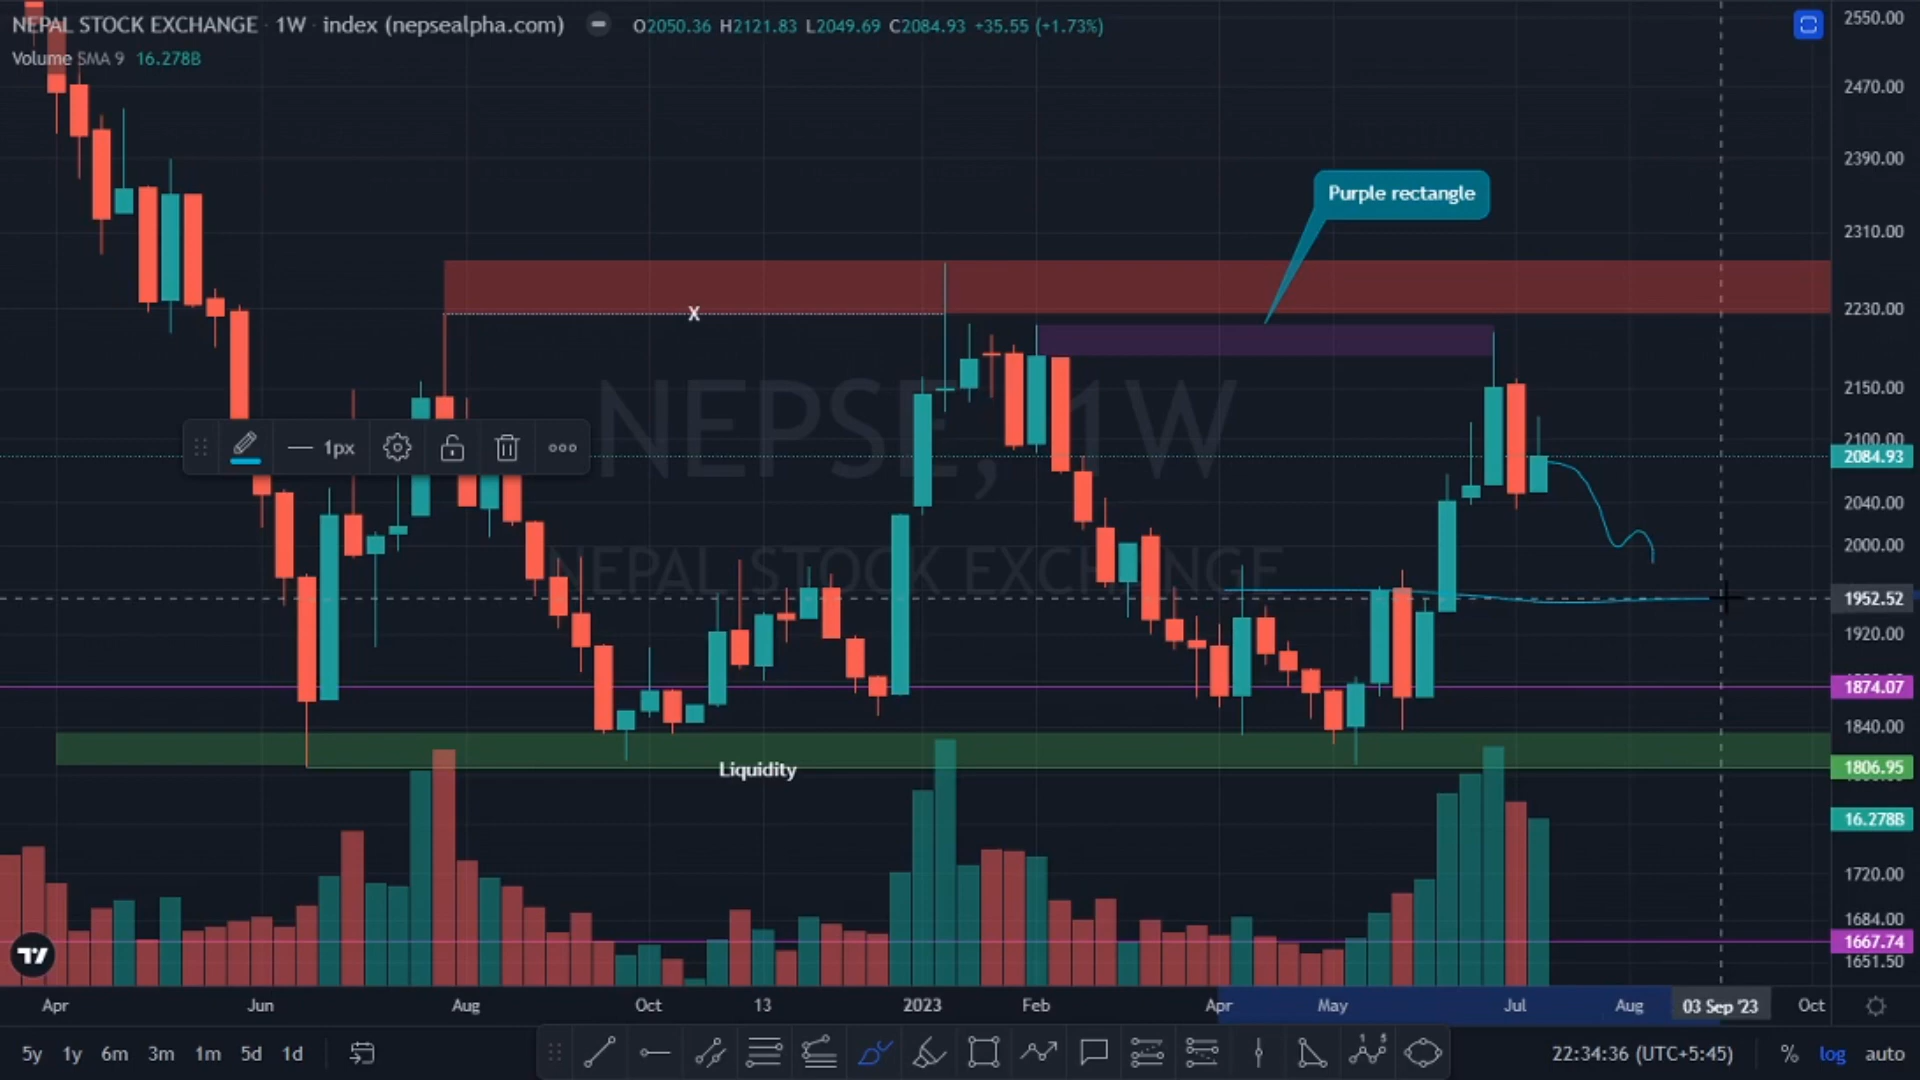 NEPAL STOCK EXCHANGE · 1W · index (nepsealpha.com) O2050.36 H2121.83 L2049.69 C2084.93 +35.55 (+1.73%)
Volume SMA 9 16.278B
2550.00
2470.00
2390.00
Purple rectangle
2310.00
X
2230.00
NEPSE, 1W
2150.00
1px
2100.00
2084.93
2040.00
2000.00
NEPAL STOCK EXCHANGE
1952.52
1920.00
1874.07
1840.00
Liquidity
1806.95
16.278B
1720.00
1684.00
1667.74
1651.50
Apr Jun Aug Oct 13 2023 Feb Apr May Jul Aug 03 Sep '23 Oct
5y 1y 6m 3m 1m 5d 1d 22:34:36 (UTC+5:45) % log auto